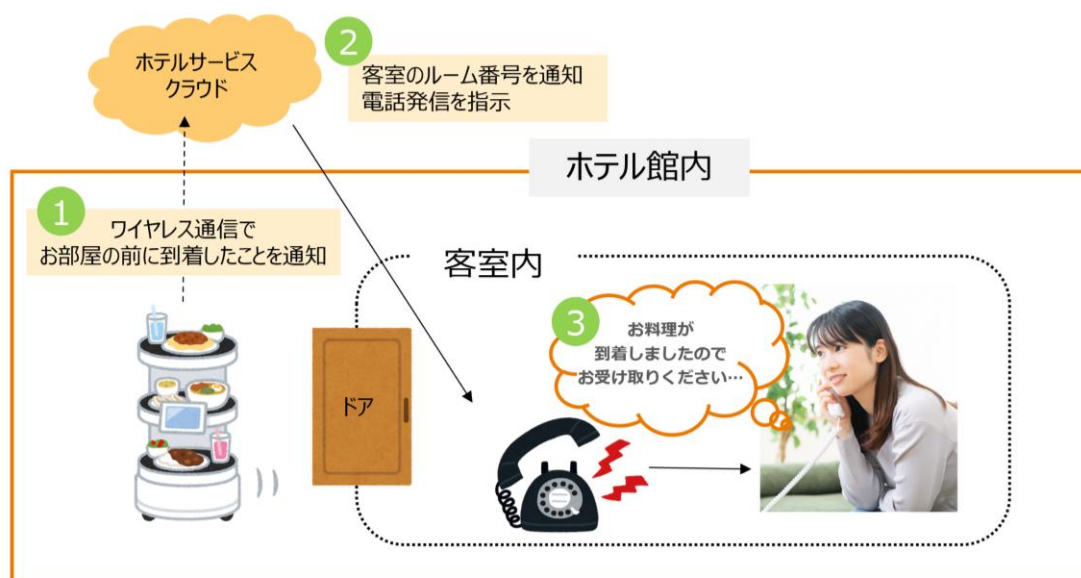 ホテルサービス
クラウド
2
客室のルーム番号を通知
電話発信を指示
ホテル館内
1
ワイヤレス通信で
お部屋の前に到着したことを通知
客室内
3
お料理が
到着しましたので
お受け取りください…
ドア